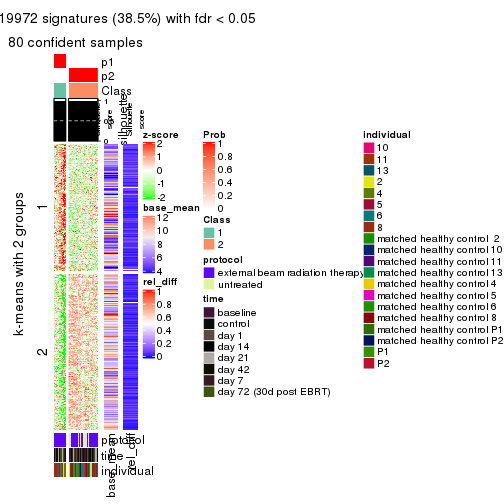 19972 signatures (38.5%) with fdr < 0.05
80 confident samples
p1
p2
Class
1
0.5
0
silhouette
score
k-means with 2 groups
1
2
protocol
time
individual
base_mean
rel_diff
z-score
2
1
0
-1
-2
base_mean
12
10
8
6
4
rel_diff
1
0.8
0.6
0.4
0.2
0
Prob
1
0.8
0.6
0.4
0.2
0
Class
1
2
protocol
external beam radiation therapy
untreated
time
baseline
control
day 1
day 14
day 21
day 42
day 7
day 72 (30d post EBRT)
individual
10
11
13
2
4
5
6
8
matched healthy control 2
matched healthy control 10
matched healthy control 11
matched healthy control 13
matched healthy control 4
matched healthy control 5
matched healthy control 6
matched healthy control 8
matched healthy control P1
matched healthy control P2
P1
P2